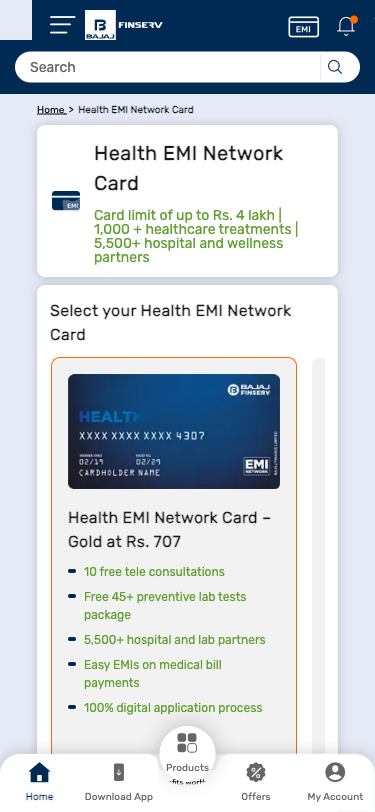 BAJAJ
FINSERV
EMI
Search
Home > Health EMI Network Card
EMI
Health EMI Network
Card
Card limit of up to Rs. 4 lakh |
1,000 + healthcare treatments |
5,500+ hospital and wellness
partners
Select your Health EMI Network
Card
BAJAJ
FINSERV
HEALTH
XXXX XXXX XXXX 4307
02/19 02/29
CARDHOLDER NAME
EMI
NETWORK
Health EMI Network Card –
Gold at Rs. 707
10 free tele consultations
Free 45+ preventive lab tests
package
5,500+ hospital and lab partners
Easy EMIs on medical bill
payments
100% digital application process
Products
Home
Download App
Offers
My Account